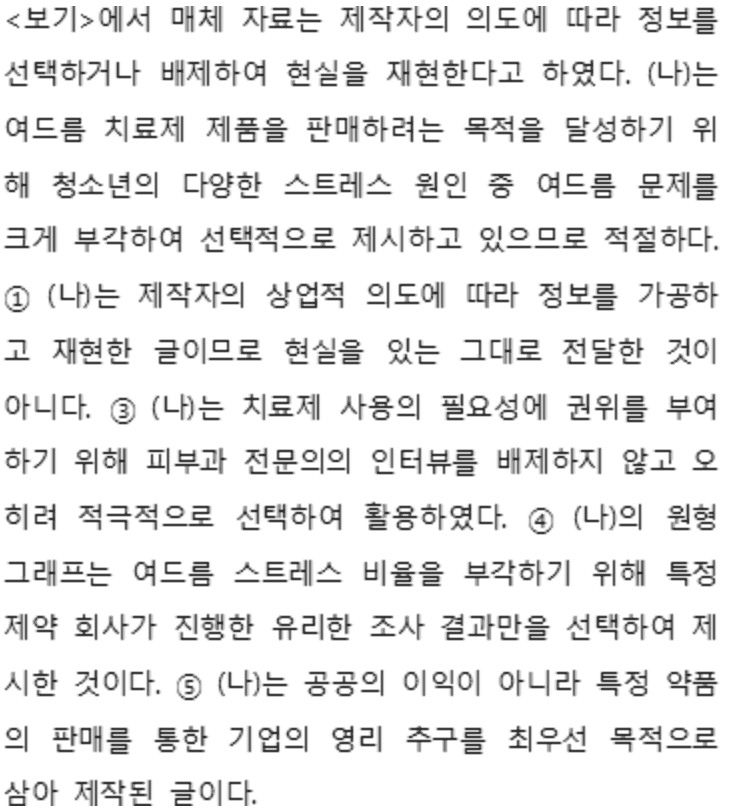 <보기>에서 매체 자료는 제작자의 의도에 따라 정보를
선택하거나 배제하여 현실을 재현한다고 하였다. (나)는
여드름 치료제 제품을 판매하려는 목적을 달성하기 위
해 청소년의 다양한 스트레스 원인 중 여드름 문제를
크게 부각하여 선택적으로 제시하고 있으므로 적절하다.
① (나)는 제작자의 상업적 의도에 따라 정보를 가공하
고 재현한 글이므로 현실을 있는 그대로 전달한 것이
아니다. ③ (나)는 치료제 사용의 필요성에 권위를 부여
하기 위해 피부과 전문의의 인터뷰를 배제하지 않고 오
히려 적극적으로 선택하여 활용하였다. ④ (나)의 원형
그래프는 여드름 스트레스 비율을 부각하기 위해 특정
제약 회사가 진행한 유리한 조사 결과만을 선택하여 제
시한 것이다. ⑤ (나)는 공공의 이익이 아니라 특정 약품
의 판매를 통한 기업의 영리 추구를 최우선 목적으로
삼아 제작된 글이다.